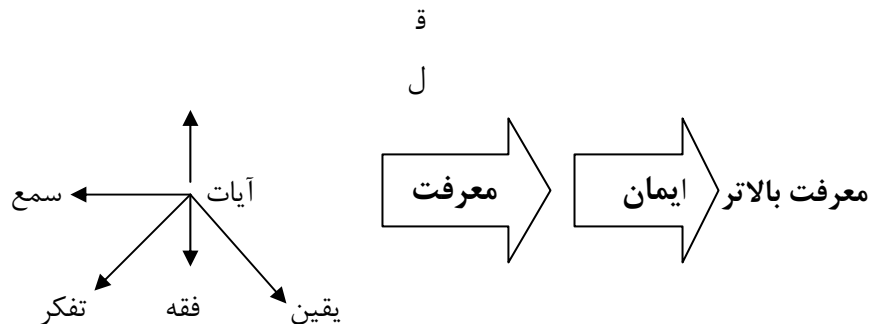 ق
ل
آیات
سمع
معرفت
ایمان
معرفت بالاتر
یقین
فقه
تفکر